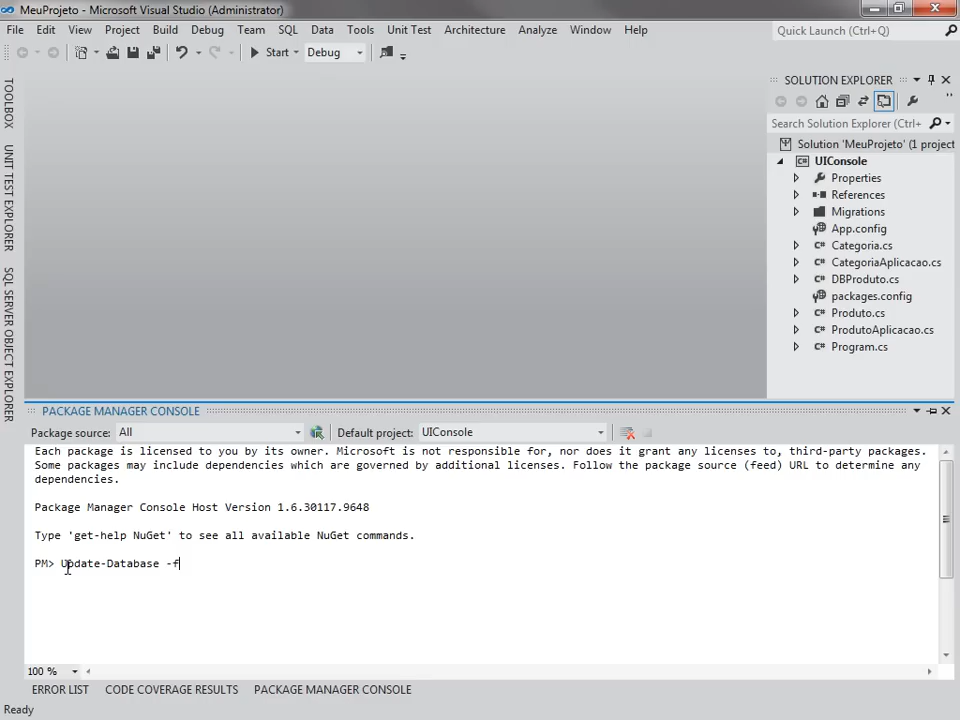 MeuProjeto - Microsoft Visual Studio (Administrator)
File Edit View Project Build Debug Team SQL Data Tools Unit Test Architecture Analyze Window Help
Quick Launch (Ctrl+Q)
Start Debug
TOOLBOX
UNIT TEST EXPLORER
SQL SERVER OBJECT EXPLORER
SOLUTION EXPLORER
Search Solution Explorer (Ctrl+
Solution 'MeuProjeto' (1 project
UIConsole
Properties
References
Migrations
App.config
Categoria.cs
CategoriaAplicacao.cs
DBProduto.cs
packages.config
Produto.cs
ProdutoAplicacao.cs
Program.cs
PACKAGE MANAGER CONSOLE
Package source: All Default project: UIConsole
Each package is licensed to you by its owner. Microsoft is not responsible for, nor does it grant any licenses to, third-party packages.
Some packages may include dependencies which are governed by additional licenses. Follow the package source (feed) URL to determine any
dependencies.
Package Manager Console Host Version 1.6.30117.9648
Type 'get-help NuGet' to see all available NuGet commands.
PM> Update-Database -f
100 %
ERROR LIST CODE COVERAGE RESULTS PACKAGE MANAGER CONSOLE
Ready